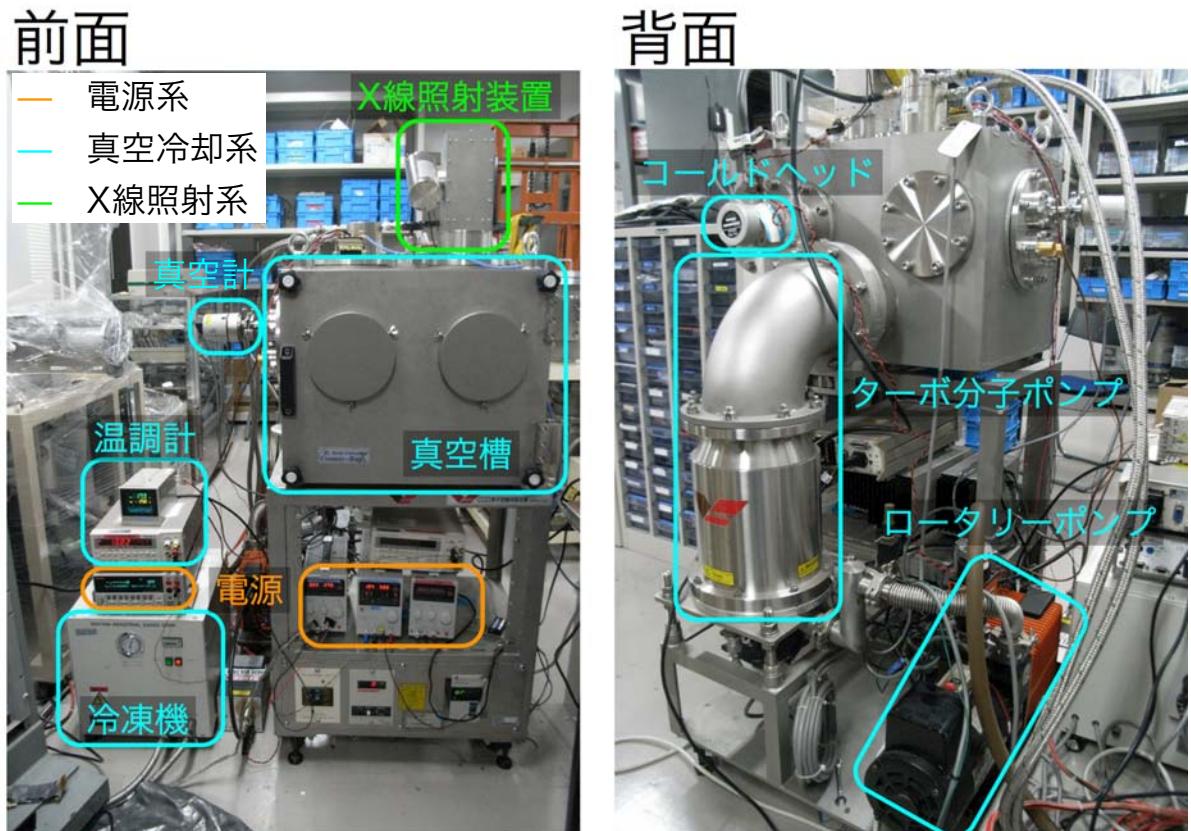 前面
電源系
真空冷却系
X線照射系
X線照射装置
真空計
真空槽
温調計
電源
冷凍機
背面
コールドヘッド
ターボ分子ポンプ
ロータリーポンプ